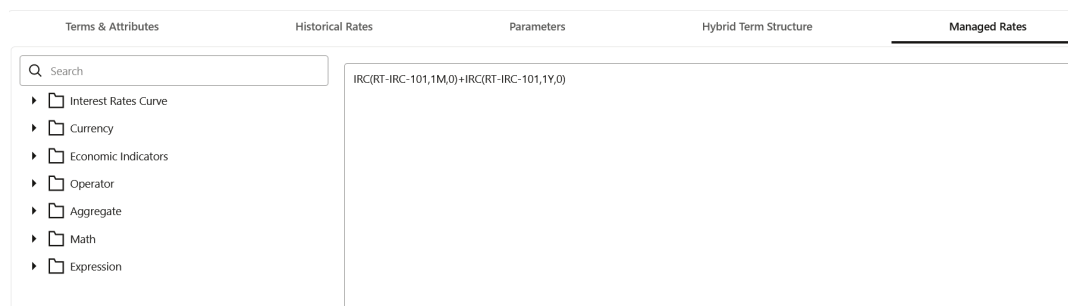 Terms & Attributes Historical Rates Parameters Hybrid Term Structure Managed Rates
Search
IRC(RT-IRC-101,1M,0)+IRC(RT-IRC-101,1Y,0)
Interest Rates Curve
Currency
Economic Indicators
Operator
Aggregate
Math
Expression